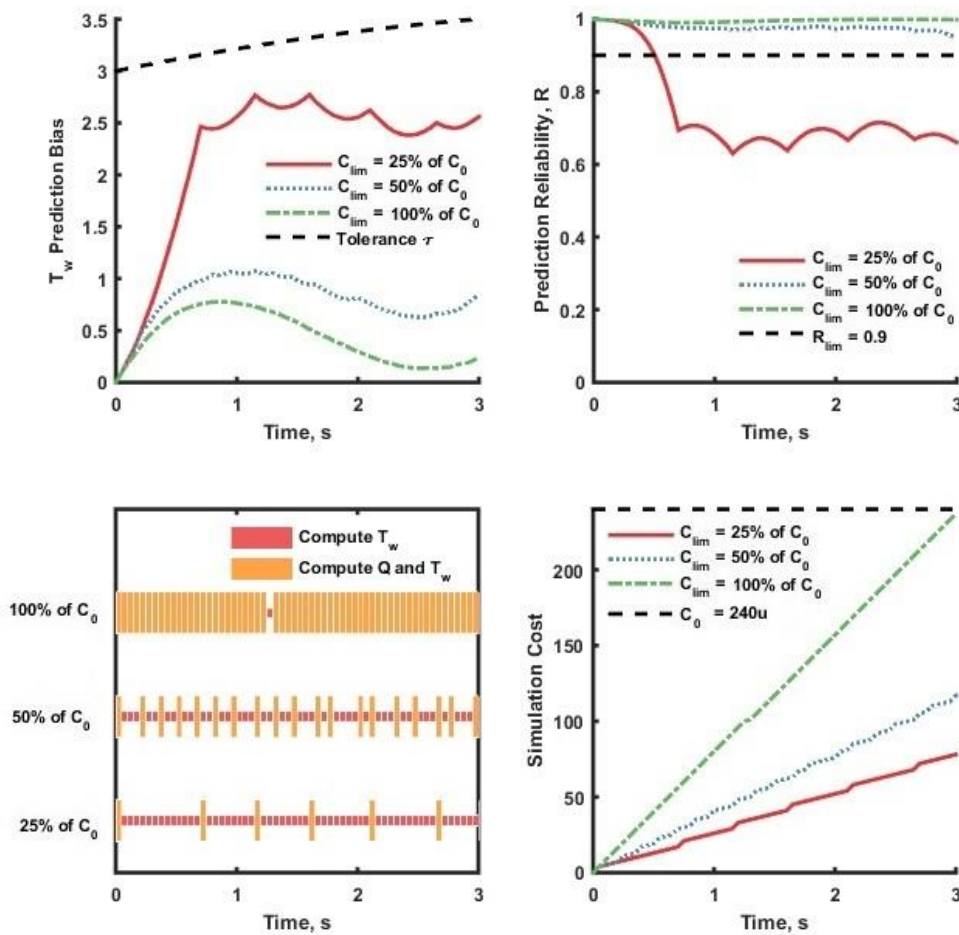 3.5
3
2.5
2
1.5
1
0.5
0
T_w Prediction Bias
C_lim = 25% of C_0
C_lim = 50% of C_0
C_lim = 100% of C_0
Tolerance τ
0 1 2 3
Time, s
1
0.8
0.6
0.4
0.2
0
Prediction Reliability, R
C_lim = 25% of C_0
C_lim = 50% of C_0
C_lim = 100% of C_0
R_lim = 0.9
0 1 2 3
Time, s
Compute T_w
Compute Q and T_w
100% of C_0
50% of C_0
25% of C_0
0 1 2 3
Time, s
200
150
100
50
0
Simulation Cost
C_lim = 25% of C_0
C_lim = 50% of C_0
C_lim = 100% of C_0
C_0 = 240u
0 1 2 3
Time, s